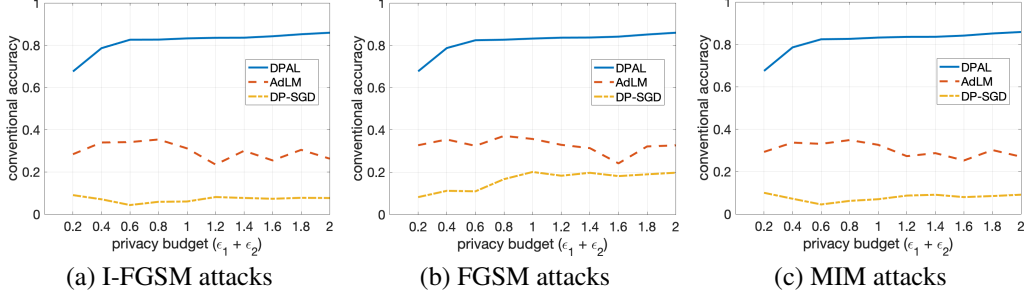 1
0.8
0.6
0.4
0.2
0
conventional accuracy
DPAL
AdLM
DP-SGD
0.2 0.4 0.6 0.8 1 1.2 1.4 1.6 1.8 2
privacy budget (ϵ₁ + ϵ₂)
(a) I-FGSM attacks
1
0.8
0.6
0.4
0.2
0
conventional accuracy
DPAL
AdLM
DP-SGD
0.2 0.4 0.6 0.8 1 1.2 1.4 1.6 1.8 2
privacy budget (ϵ₁ + ϵ₂)
(b) FGSM attacks
1
0.8
0.6
0.4
0.2
0
conventional accuracy
DPAL
AdLM
DP-SGD
0.2 0.4 0.6 0.8 1 1.2 1.4 1.6 1.8 2
privacy budget (ϵ₁ + ϵ₂)
(c) MIM attacks